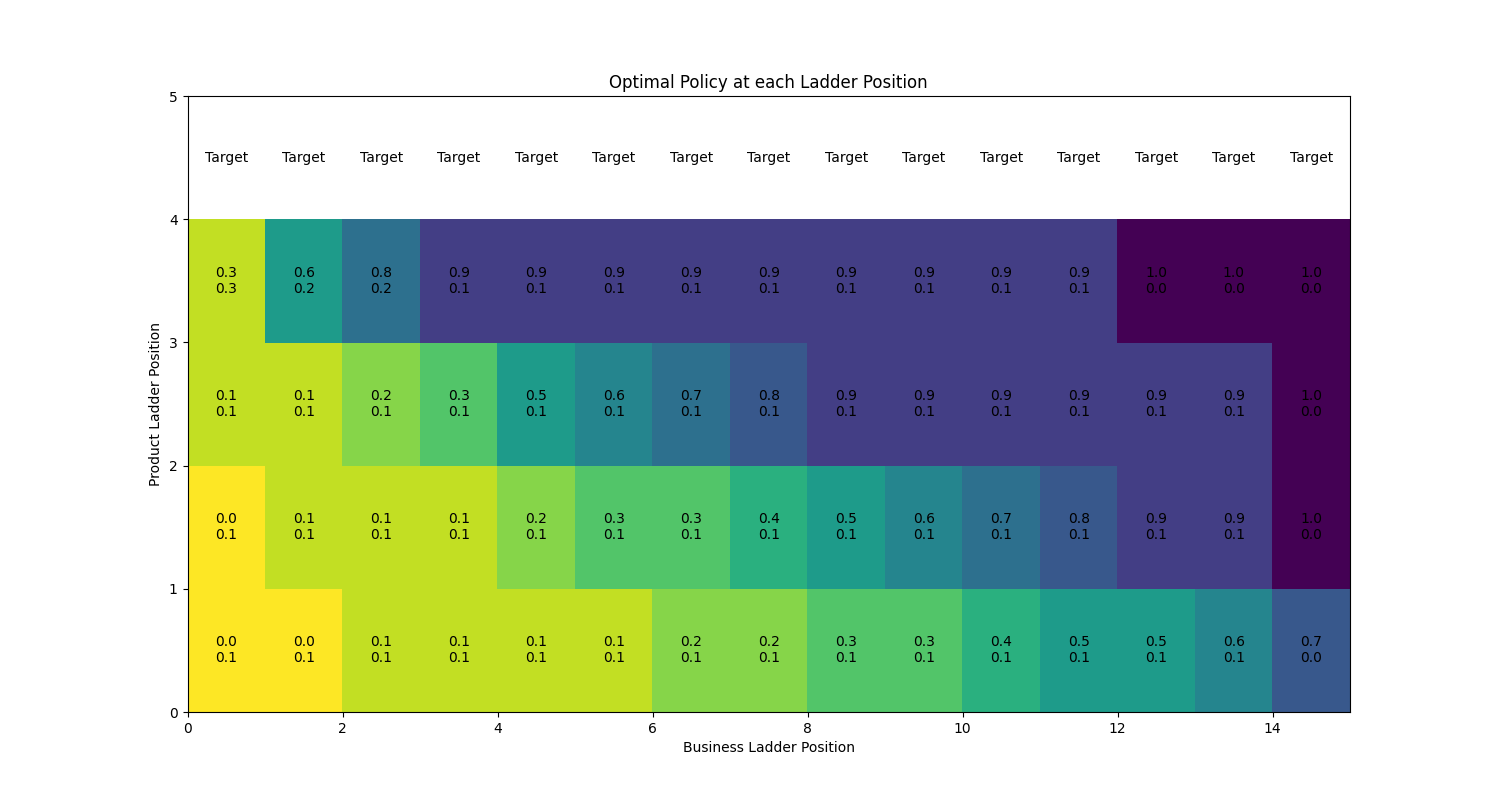 Optimal Policy at each Ladder Position
5
Target Target Target Target Target Target Target Target Target Target Target Target Target Target Target
4
0.3 0.6 0.8 0.9 0.9 0.9 0.9 0.9 0.9 0.9 0.9 0.9 1.0 1.0 1.0
0.3 0.2 0.2 0.1 0.1 0.1 0.1 0.1 0.1 0.1 0.1 0.1 0.0 0.0 0.0
3
0.1 0.1 0.2 0.3 0.5 0.6 0.7 0.8 0.9 0.9 0.9 0.9 0.9 0.9 1.0
0.1 0.1 0.1 0.1 0.1 0.1 0.1 0.1 0.1 0.1 0.1 0.1 0.1 0.1 0.0
Product Ladder Position
2
0.0 0.1 0.1 0.1 0.2 0.3 0.3 0.4 0.5 0.6 0.7 0.8 0.9 0.9 1.0
0.1 0.1 0.1 0.1 0.1 0.1 0.1 0.1 0.1 0.1 0.1 0.1 0.1 0.1 0.0
1
0.0 0.0 0.1 0.1 0.1 0.1 0.2 0.2 0.3 0.3 0.4 0.5 0.5 0.6 0.7
0.1 0.1 0.1 0.1 0.1 0.1 0.1 0.1 0.1 0.1 0.1 0.1 0.1 0.1 0.0
0
0 2 4 6 8 10 12 14
Business Ladder Position